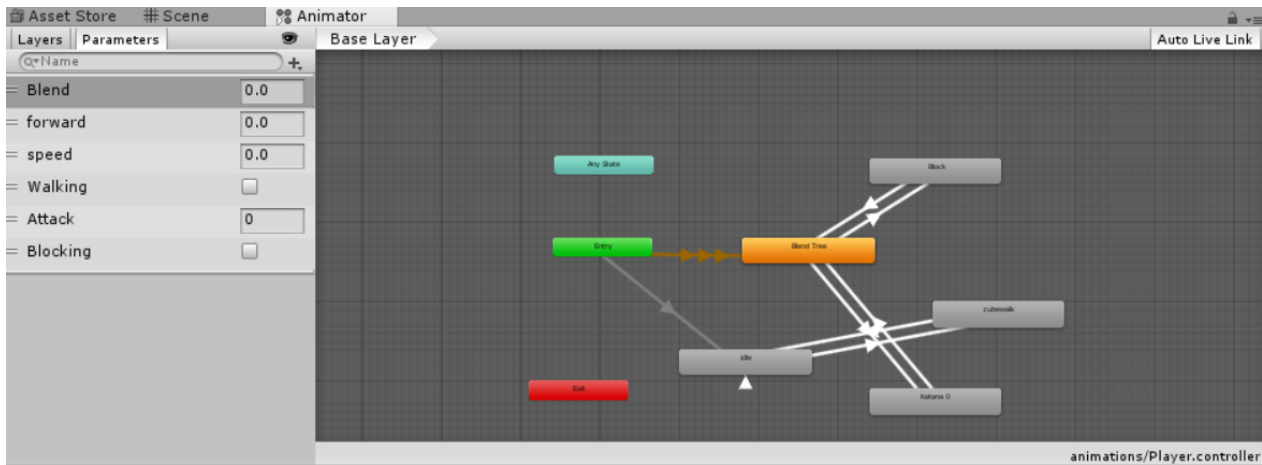 Asset Store
Scene
Animator
Layers
Parameters
Base Layer
Auto Live Link
Name
Blend 0.0
forward 0.0
speed 0.0
Walking
Attack 0
Blocking
Any State
Block
Entry
Blend Tree
cubewalk
idle
Exit
Katana 0
animations/Player.controller